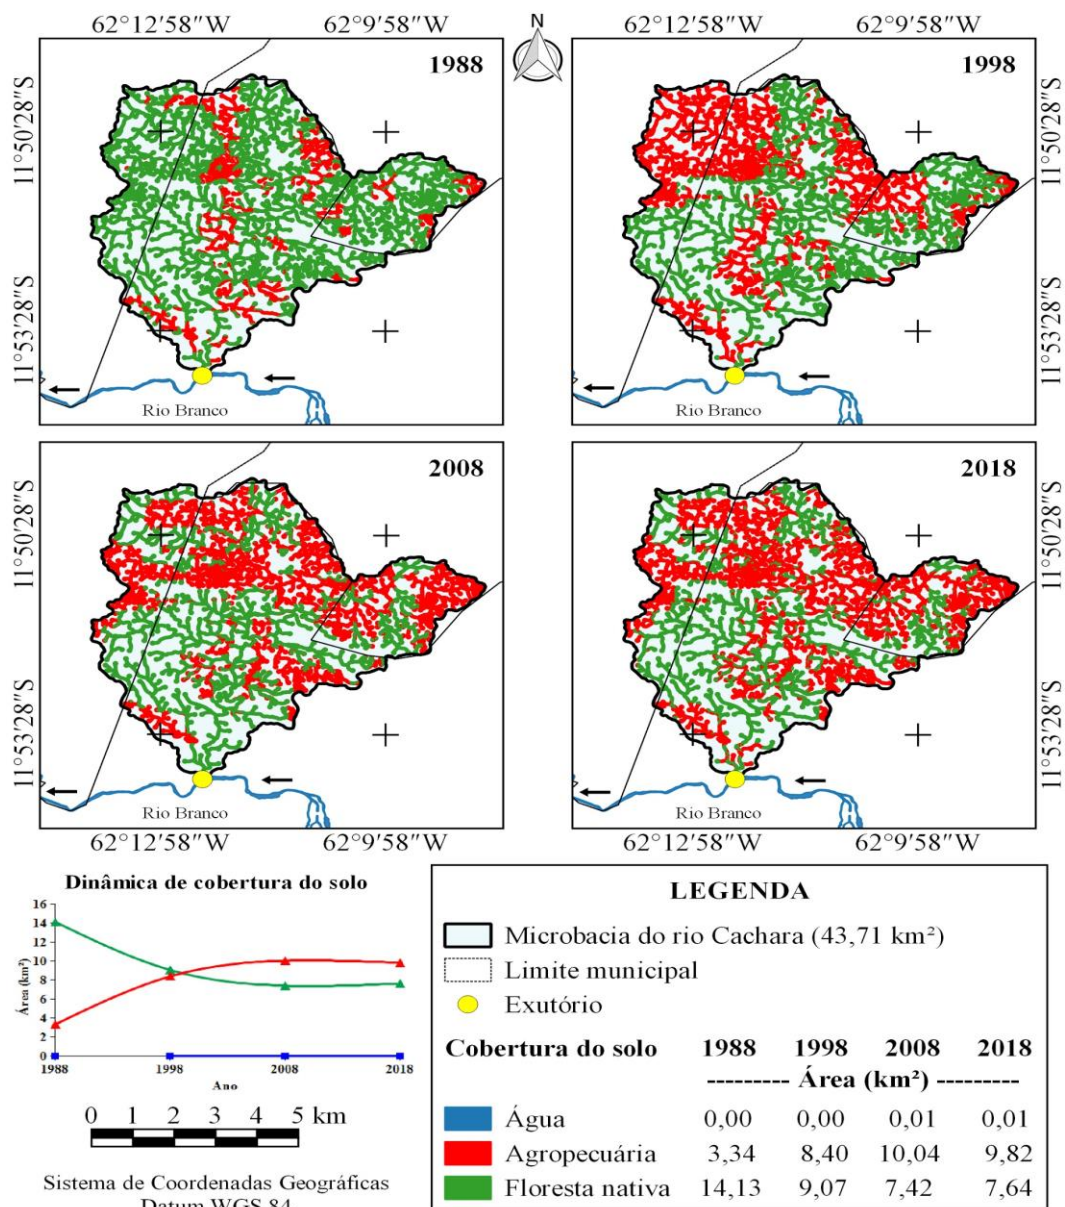 62°12'58"W 62°9'58"W N 62°12'58"W 62°9'58"W
1988
1998
11°50'28"S
11°50'28"S
11°53'28"S
11°53'28"S
Rio Branco
Rio Branco
2008
2018
11°50'28"S
11°50'28"S
11°53'28"S
11°53'28"S
Rio Branco
Rio Branco
62°12'58"W 62°9'58"W 62°12'58"W 62°9'58"W
Dinâmica de cobertura do solo
16
14
12
10
8
6
4
2
0
Área (km²)
1988 1998 2008 2018
Ano
0 1 2 3 4 5 km
Sistema de Coordenadas Geográficas
Datum WGS 84
LEGENDA
Microbacia do rio Cachara (43,71 km²)
Limite municipal
Exutório
Cobertura do solo 1988 1998 2008 2018
---------- Área (km²) ----------
Água 0,00 0,00 0,01 0,01
Agropecuária 3,34 8,40 10,04 9,82
Floresta nativa 14,13 9,07 7,42 7,64